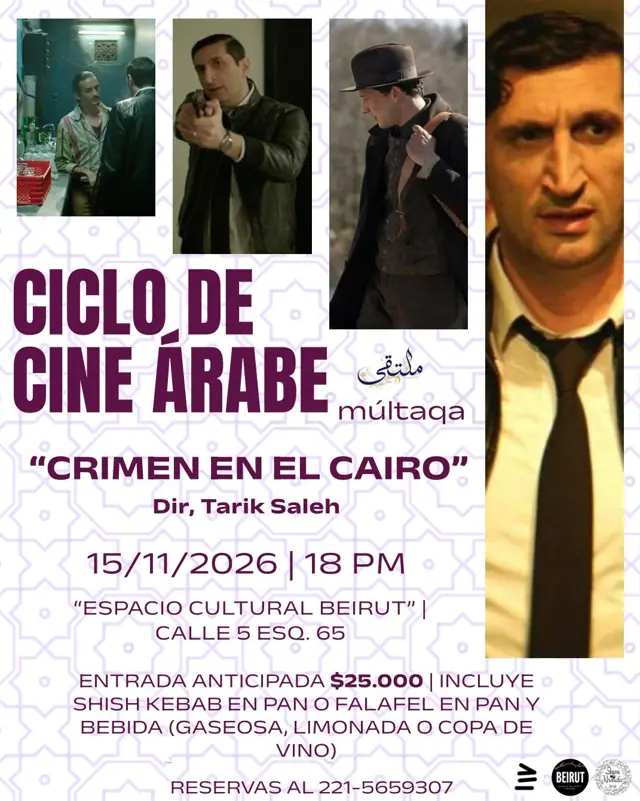 CICLO DE
CINE ÁRABE
ملتقى
múltaqa
“CRIMEN EN EL CAIRO”
Dir, Tarik Saleh
15/11/2026 | 18 PM
“ESPACIO CULTURAL BEIRUT” |
CALLE 5 ESQ. 65
ENTRADA ANTICIPADA $25.000 | INCLUYE
SHISH KEBAB EN PAN O FALAFEL EN PAN Y
BEBIDA (GASEOSA, LIMONADA O COPA DE
VINO)
RESERVAS AL 221-5659307
BEIRUT